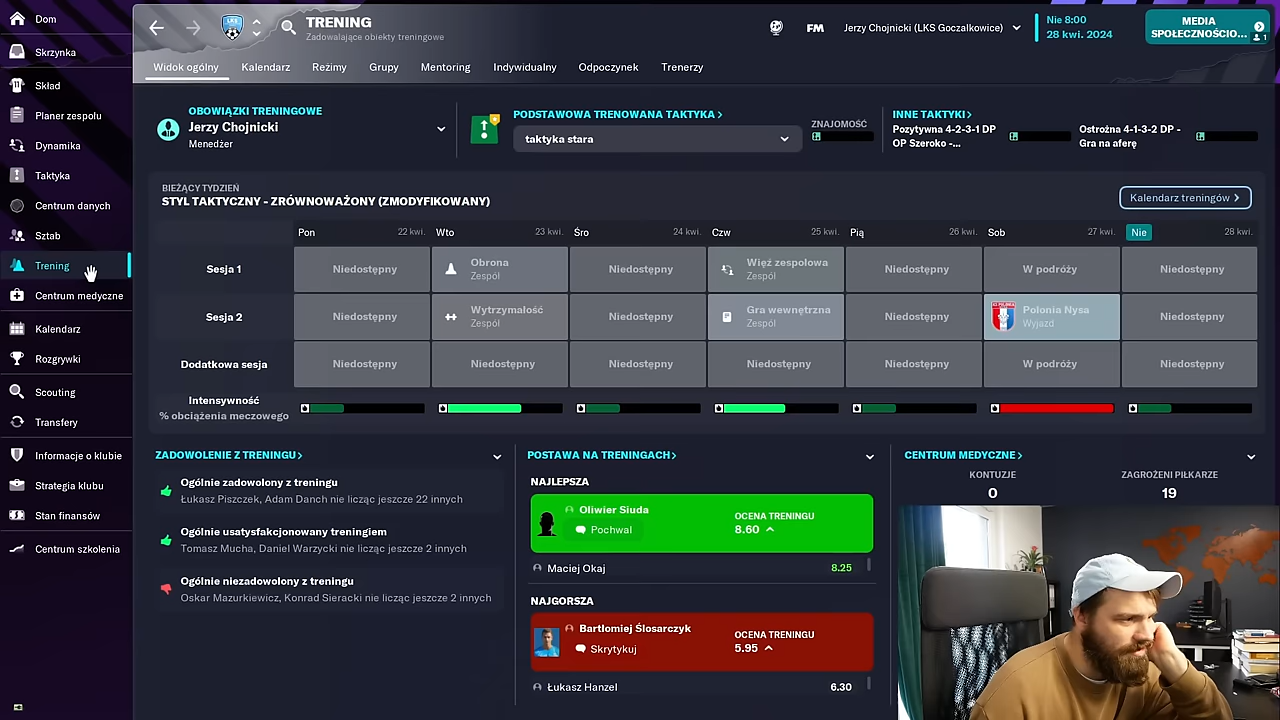 Dom
Skrzynka
Skład
Planer zespołu
Dynamika
Taktyka
Centrum danych
Sztab
Trening
Centrum medyczne
Kalendarz
Rozgrywki
Scouting
Transfery
Informacje o klubie
Strategia klubu
Stan finansów
Centrum szkolenia
TRENING
Zadowalające obiekty treningowe
FM
Jerzy Chojnicki (LKS Goczalkowice)
Nie 8:00
28 kwi. 2024
MEDIA
SPOŁECZNOŚCIO...
1
Widok ogólny
Kalendarz
Reżimy
Grupy
Mentoring
Indywidualny
Odpoczynek
Trenerzy
OBOWIĄZKI TRENINGOWE
Jerzy Chojnicki
Menedżer
PODSTAWOWA TRENOWANA TAKTYKA
taktyka stara
ZNAJOMOŚĆ
INNE TAKTYKI
Pozytywna 4-2-3-1 DP
OP Szeroko -...
Ostrożna 4-1-3-2 DP -
Gra na aferę
BIEŻĄCY TYDZIEŃ
STYL TAKTYCZNY - ZRÓWNOWAŻONY (ZMODYFIKOWANY)
Kalendarz treningów
Pon 22 kwi. Wto 23 kwi. Śro 24 kwi. Czw 25 kwi. Pią 26 kwi. Sob 27 kwi. Nie 28 kwi.
Sesja 1
Niedostępny
Obrona
Zespół
Niedostępny
Więź zespołowa
Zespół
Niedostępny
W podróży
Niedostępny
Sesja 2
Niedostępny
Wytrzymałość
Zespół
Niedostępny
Gra wewnętrzna
Zespół
Niedostępny
Polonia Nysa
Wyjazd
Niedostępny
Dodatkowa sesja
Niedostępny
Niedostępny
Niedostępny
Niedostępny
Niedostępny
W podróży
Niedostępny
Intensywność
% obciążenia meczowego
ZADOWOLENIE Z TRENINGU
Ogólnie zadowolony z treningu
Łukasz Piszczek, Adam Danch nie licząc jeszcze 22 innych
Ogólnie usatysfakcjonowany treningiem
Tomasz Mucha, Daniel Warzycki nie licząc jeszcze 2 innych
Ogólnie niezadowolony z treningu
Oskar Mazurkiewicz, Konrad Sieracki nie licząc jeszcze 2 innych
POSTAWA NA TRENINGACH
NAJLEPSZA
Oliwier Siuda
Pochwal
OCENA TRENINGU
8.60
Maciej Okaj
8.25
NAJGORSZA
Bartłomiej Ślosarczyk
Skrytykuj
OCENA TRENINGU
5.95
Łukasz Hanzel
6.30
CENTRUM MEDYCZNE
KONTUZJE
0
ZAGROŻENI PIŁKARZE
19